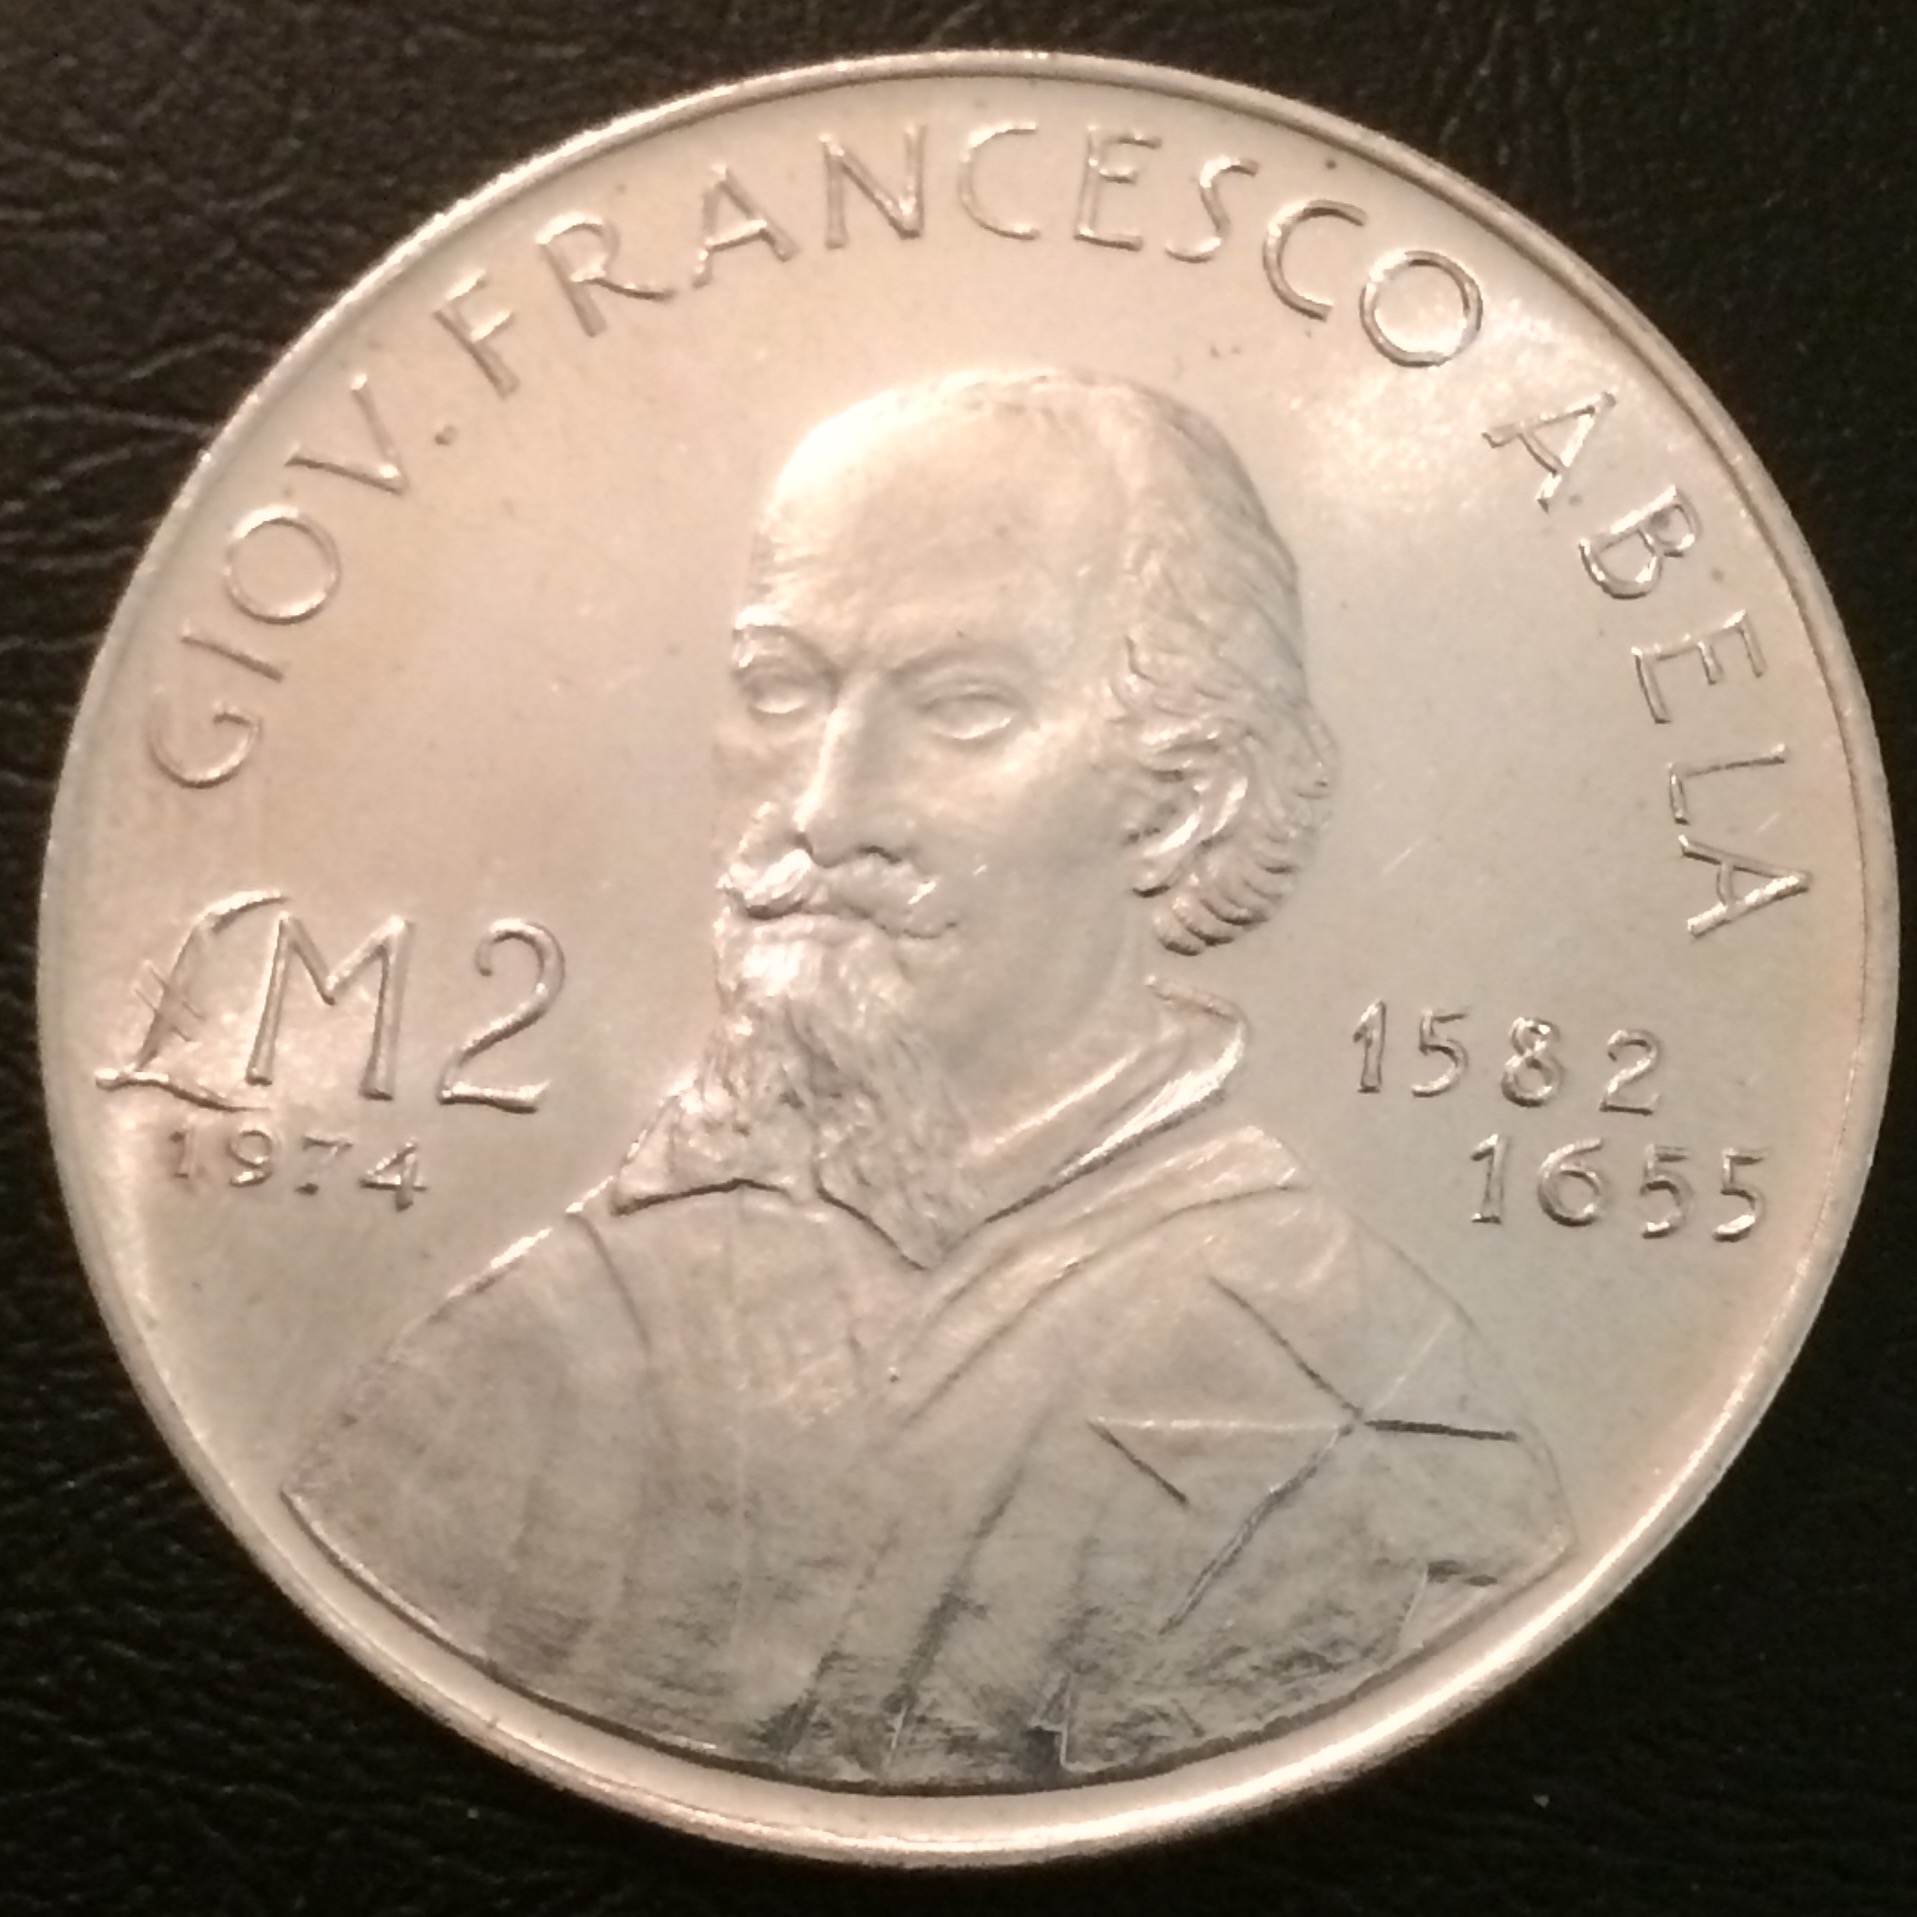 GIOV. FRANCESCO ABELA
£M2
1974
1582
1655